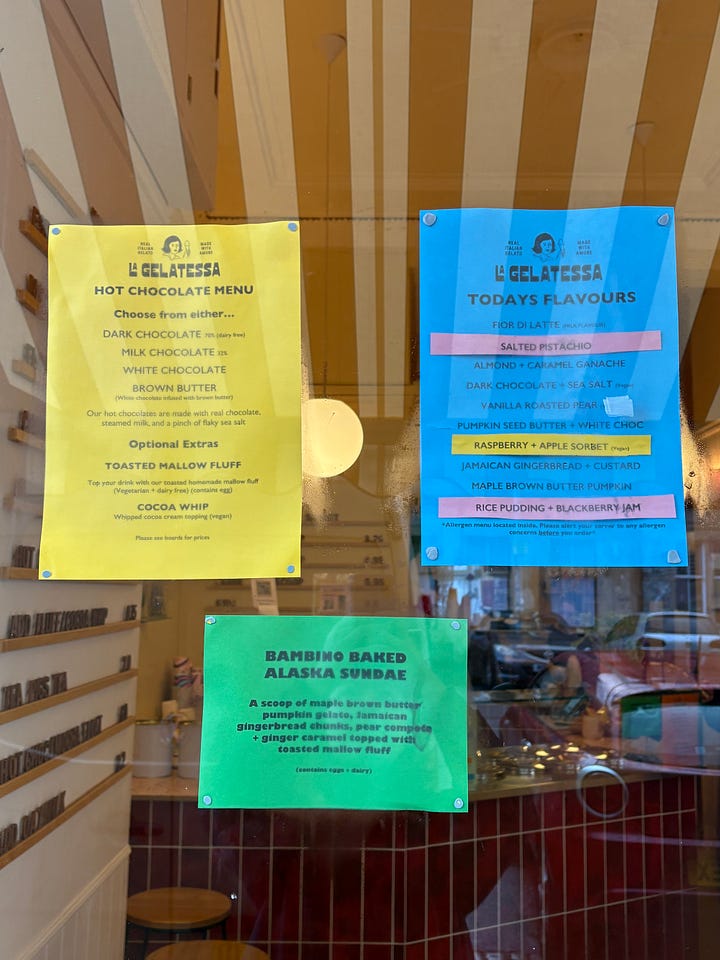 REAL ITALIAN GELATO
MADE WITH AMORE
LA GELATESSA
HOT CHOCOLATE MENU
Choose from either...
DARK CHOCOLATE 70% (dairy free)
MILK CHOCOLATE 32%
WHITE CHOCOLATE
BROWN BUTTER
(White chocolate infused with brown butter)
Our hot chocolates are made with real chocolate,
steamed milk, and a pinch of flaky sea salt
Optional Extras
TOASTED MALLOW FLUFF
Top your drink with our toasted homemade mallow fluff
(Vegetarian + dairy free) (contains egg)
COCOA WHIP
Whipped cocoa cream topping (vegan)
Please see boards for prices
REAL ITALIAN GELATO
MADE WITH AMORE
LA GELATESSA
TODAYS FLAVOURS
FIOR DI LATTE (MILK FLAVOUR)
SALTED PISTACHIO
ALMOND + CARAMEL GANACHE
DARK CHOCOLATE + SEA SALT (Vegan)
VANILLA ROASTED PEAR
PUMPKIN SEED BUTTER + WHITE CHOC
RASPBERRY + APPLE SORBET (Vegan)
JAMAICAN GINGERBREAD + CUSTARD
MAPLE BROWN BUTTER PUMPKIN
RICE PUDDING + BLACKBERRY JAM
*Allergen menu located inside. Please alert your server to any allergen
concerns before you order*
BAMBINO BAKED
ALASKA SUNDAE
A scoop of maple brown butter
pumpkin gelato, Jamaican
gingerbread chunks, pear compote
+ ginger caramel topped with
toasted mallow fluff
(contains eggs + dairy)